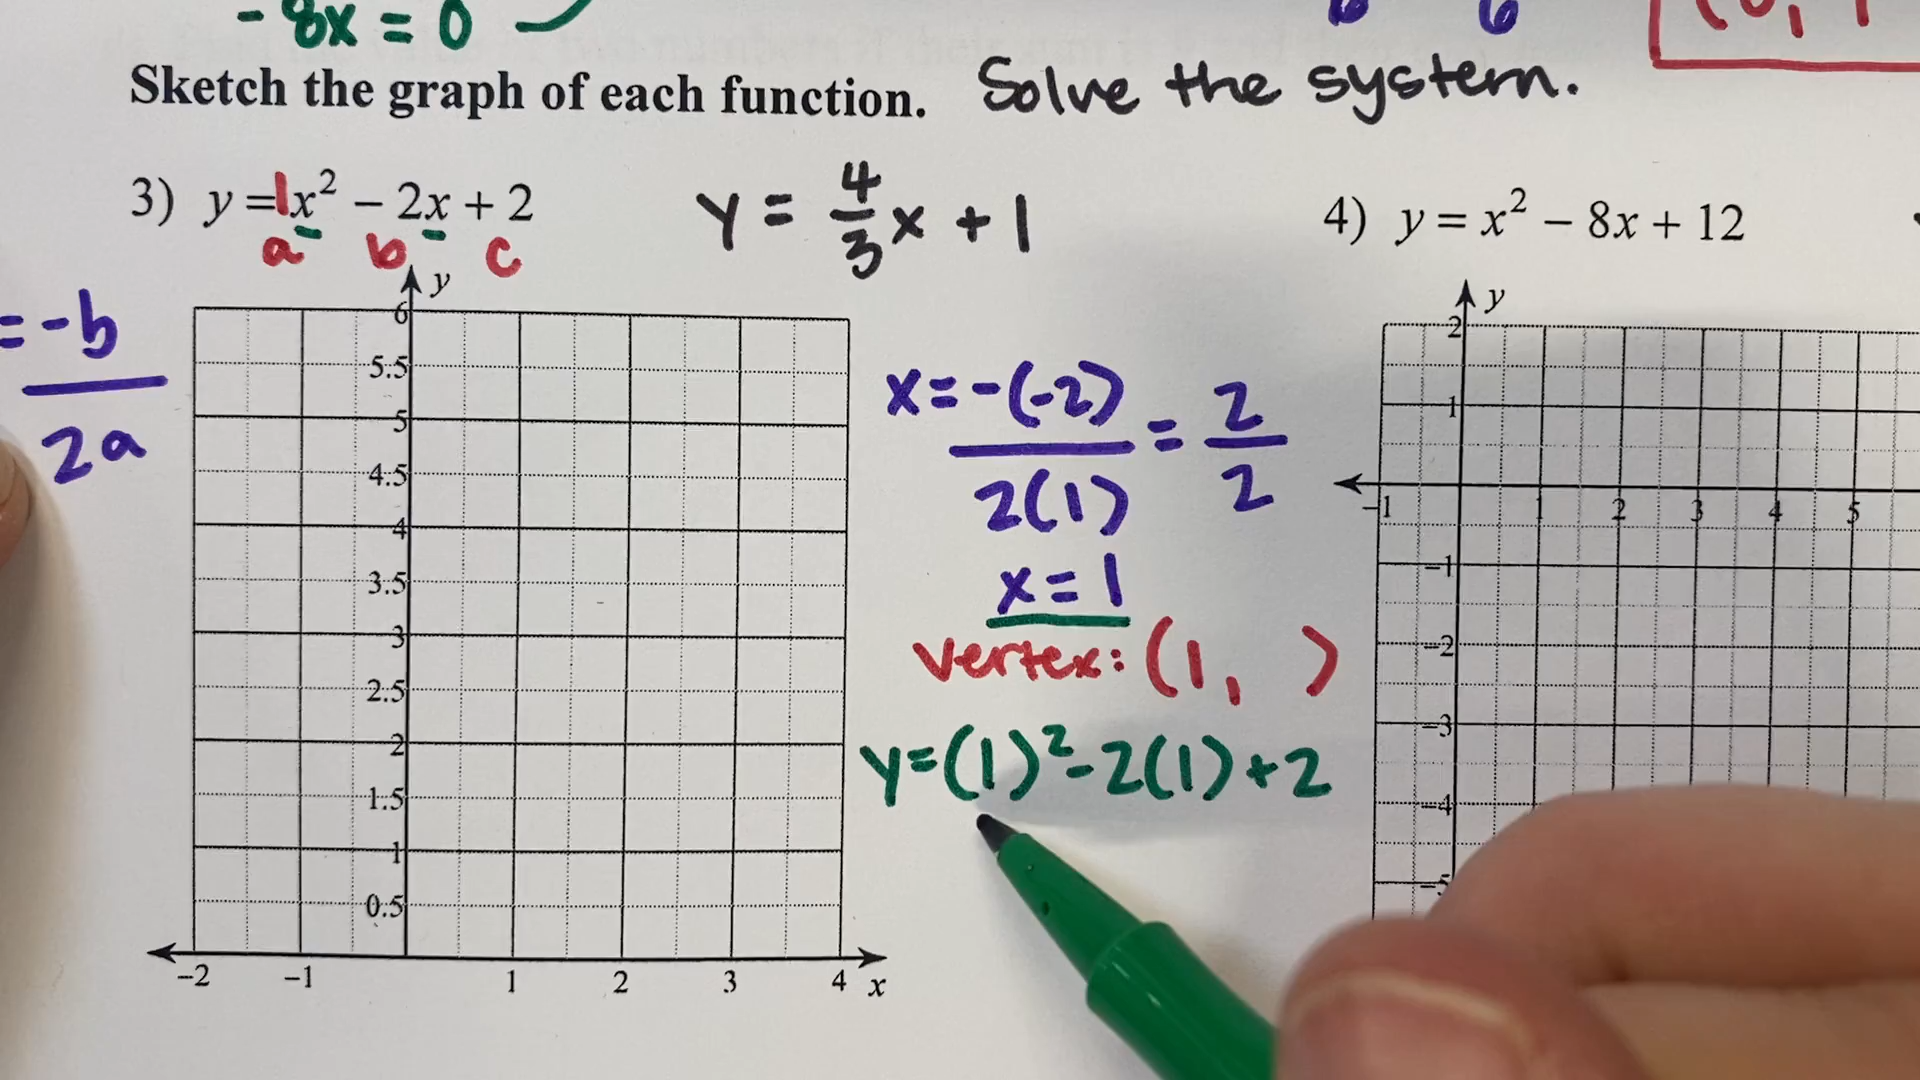 - 8x = 0
6 6
Sketch the graph of each function. Solve the system.
3) y = 1x² − 2x + 2
a b c
y = 4/3 x + 1
4) y = x² − 8x + 12
= -b
2a
y
6
5.5
5
4.5
4
3.5
3
2.5
2
1.5
1
0.5
−2 −1 1 2 3 4 x
x = -(-2) = 2
2(1) 2
x = 1
vertex: (1, )
y = (1)² - 2(1) + 2
y
2
1
−1 1 2 3 4 5
−1
−2
−3
−4
−5